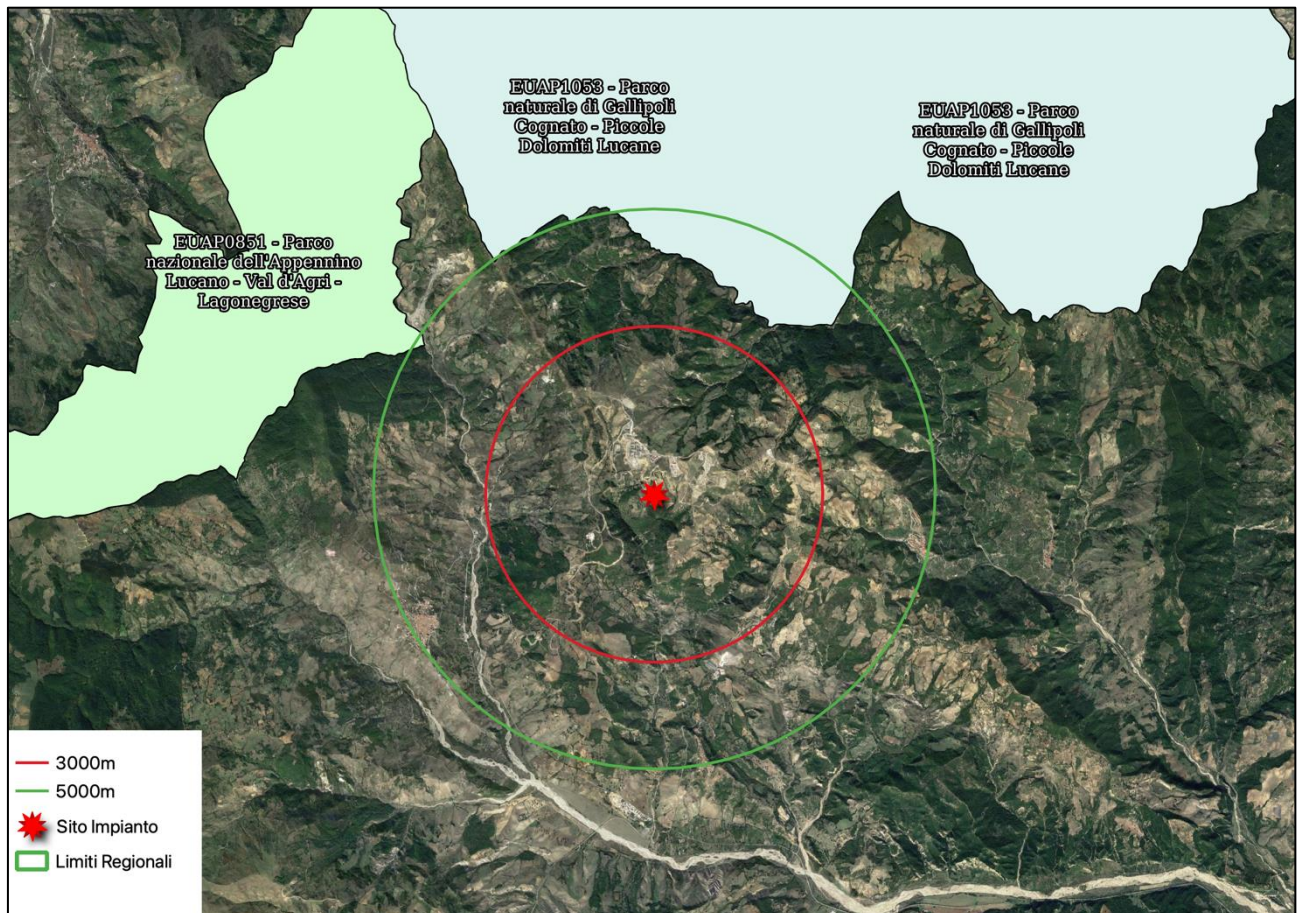 EUAP1053 - Parco
naturale di Gallipoli
Cognato - Piccole
Dolomiti Lucane
EUAP1053 - Parco
naturale di Gallipoli
Cognato - Piccole
Dolomiti Lucane
EUAP0851 - Parco
nazionale dell'Appennino
Lucano - Val d'Agri -
Lagonegrese
3000m
5000m
Sito Impianto
Limiti Regionali